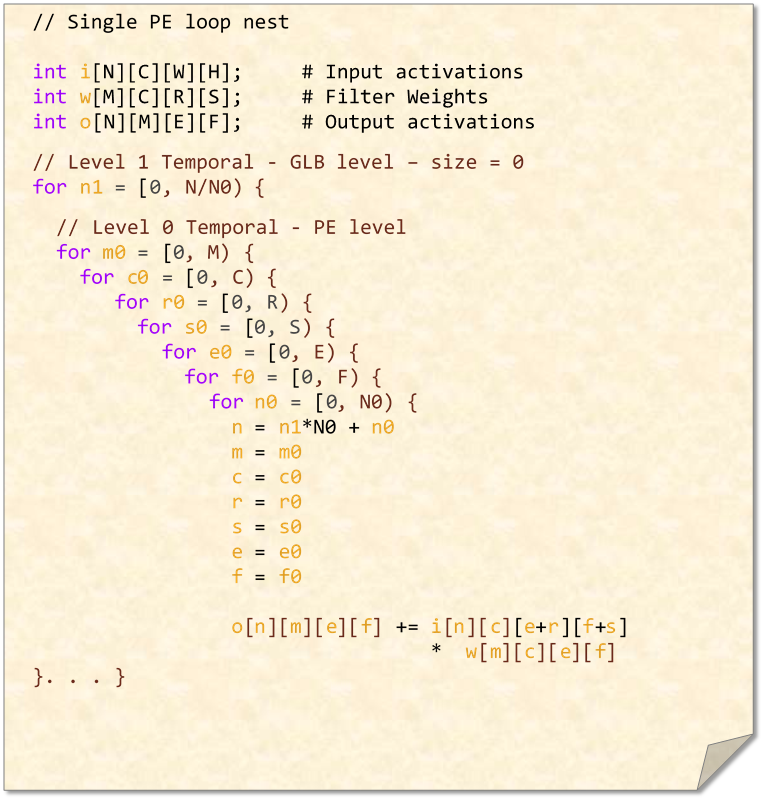 // Single PE loop nest
int i[N][C][W][H];     # Input activations
int w[M][C][R][S];     # Filter Weights
int o[N][M][E][F];     # Output activations
// Level 1 Temporal - GLB level – size = 0
for n1 = [0, N/N0) {
// Level 0 Temporal - PE level
for m0 = [0, M) {
for c0 = [0, C) {
for r0 = [0, R) {
for s0 = [0, S) {
for e0 = [0, E) {
for f0 = [0, F) {
for n0 = [0, N0) {
n = n1*N0 + n0
m = m0
c = c0
r = r0
s = s0
e = e0
f = f0
o[n][m][e][f] += i[n][c][e+r][f+s]
*  w[m][c][e][f]
}. . . }